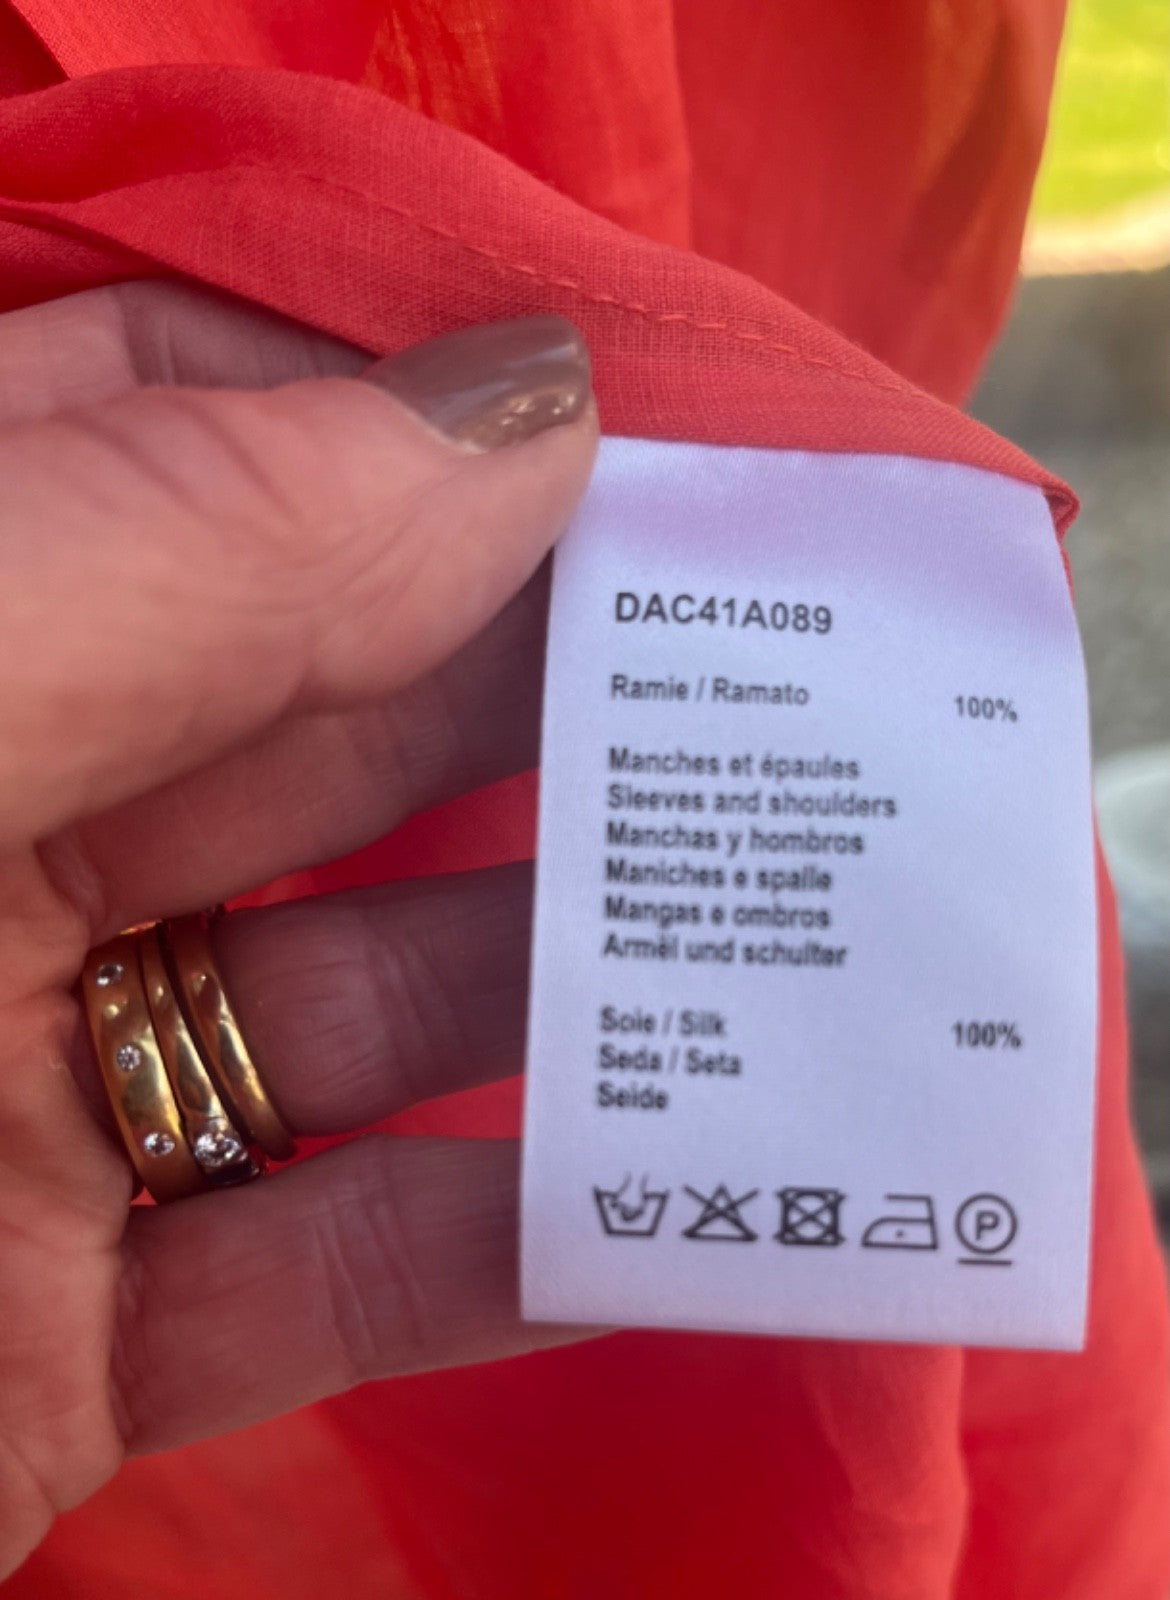 DAC41A089
Ramie / Ramato 100%
Manches et épaules
Sleeves and shoulders
Manchas y hombros
Maniches e spalle
Mangas e ombros
Armël und schulter
Soie / Silk 100%
Seda / Seta
Seide
P